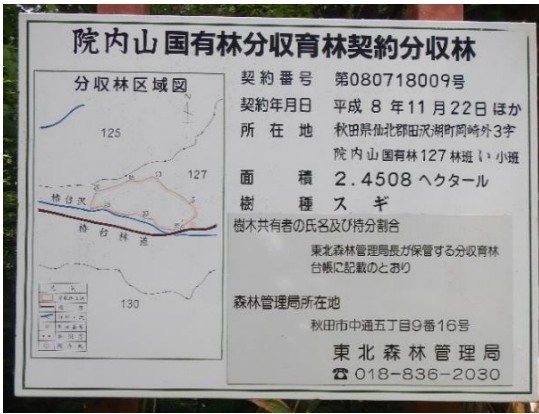 院内山国有林分収育林契約分収林
分収林区域図
125
127
椿台沢
椿台林道
130
契約番号 第080718009号
契約年月日 平成8年11月22日ほか
所在地 秋田県仙北郡田沢湖町岡崎外3字
院内山国有林127林班い小班
面積 2.4508ヘクタール
樹種 スギ
樹木共有者の氏名及び持分割合
東北森林管理局長が保管する分収育林
台帳に記載のとおり
森林管理局所在地
秋田市中通五丁目9番16号
東北森林管理局
☎018-836-2030